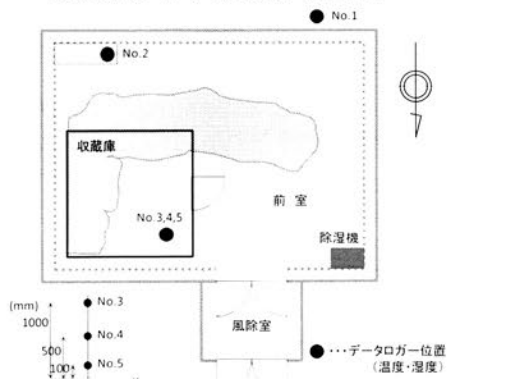 No.1
No.2
収蔵庫
前 室
No.3,4,5
除湿機
(mm)
No.3
1000
風除室
No.4
500
No.5
100
・・・データロガー位置
(温度・湿度)